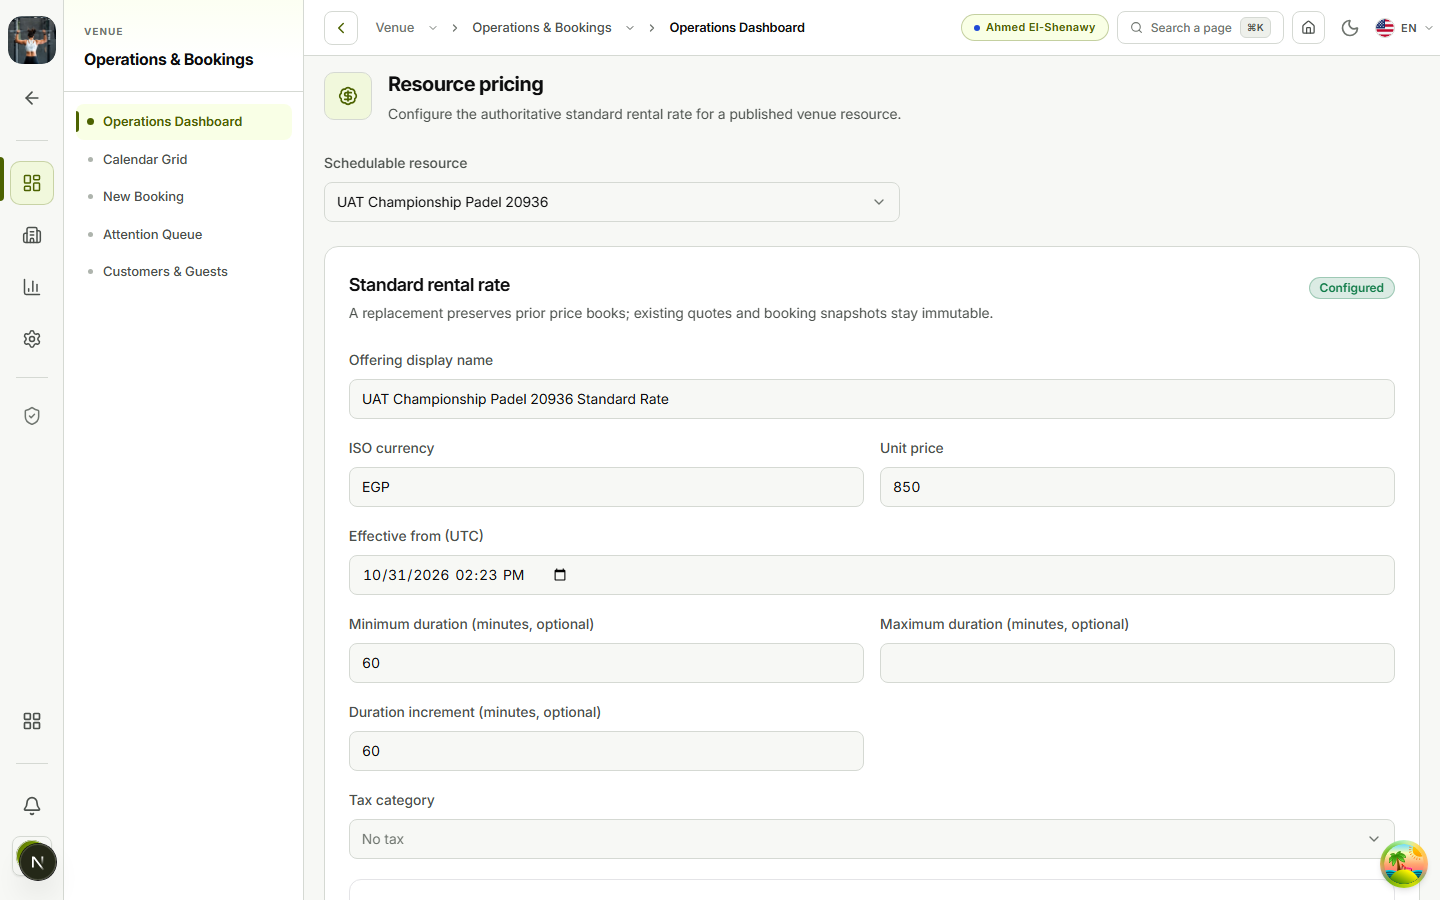 VENUE
Operations & Bookings
Operations Dashboard
Calendar Grid
New Booking
Attention Queue
Customers & Guests
N
Venue
Operations & Bookings
Operations Dashboard
Ahmed El-Shenawy
Search a page
⌘K
EN
Resource pricing
Configure the authoritative standard rental rate for a published venue resource.
Schedulable resource
UAT Championship Padel 20936
Standard rental rate
Configured
A replacement preserves prior price books; existing quotes and booking snapshots stay immutable.
Offering display name
UAT Championship Padel 20936 Standard Rate
ISO currency
Unit price
EGP
850
Effective from (UTC)
10/31/2026 02:23 PM
Minimum duration (minutes, optional)
Maximum duration (minutes, optional)
60
Duration increment (minutes, optional)
60
Tax category
No tax